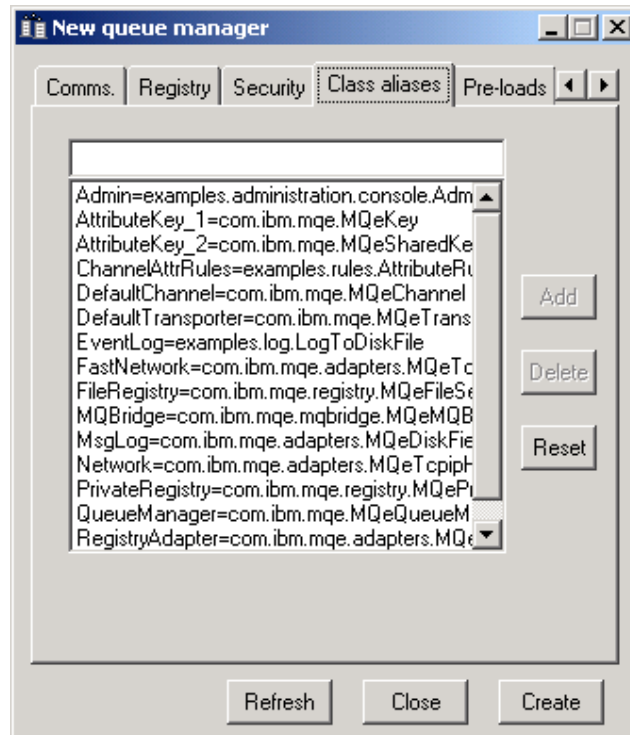 New queue manager
Comms. Registry Security Class aliases Pre-loads
Admin=examples.administration.console.Adm
AttributeKey_1=com.ibm.mqe.MQeKey
AttributeKey_2=com.ibm.mqe.MQeSharedKe
ChannelAttrRules=examples.rules.AttributeRu
DefaultChannel=com.ibm.mqe.MQeChannel
DefaultTransporter=com.ibm.mqe.MQeTrans
EventLog=examples.log.LogToDiskFile
FastNetwork=com.ibm.mqe.adapters.MQeTc
FileRegistry=com.ibm.mqe.registry.MQeFileSe
MQBridge=com.ibm.mqe.mqbridge.MQeMQB
MsgLog=com.ibm.mqe.adapters.MQeDiskFie
Network=com.ibm.mqe.adapters.MQeTcpipH
PrivateRegistry=com.ibm.mqe.registry.MQePr
QueueManager=com.ibm.mqe.MQeQueueM
RegistryAdapter=com.ibm.mqe.adapters.MQe
Add
Delete
Reset
Refresh Close Create